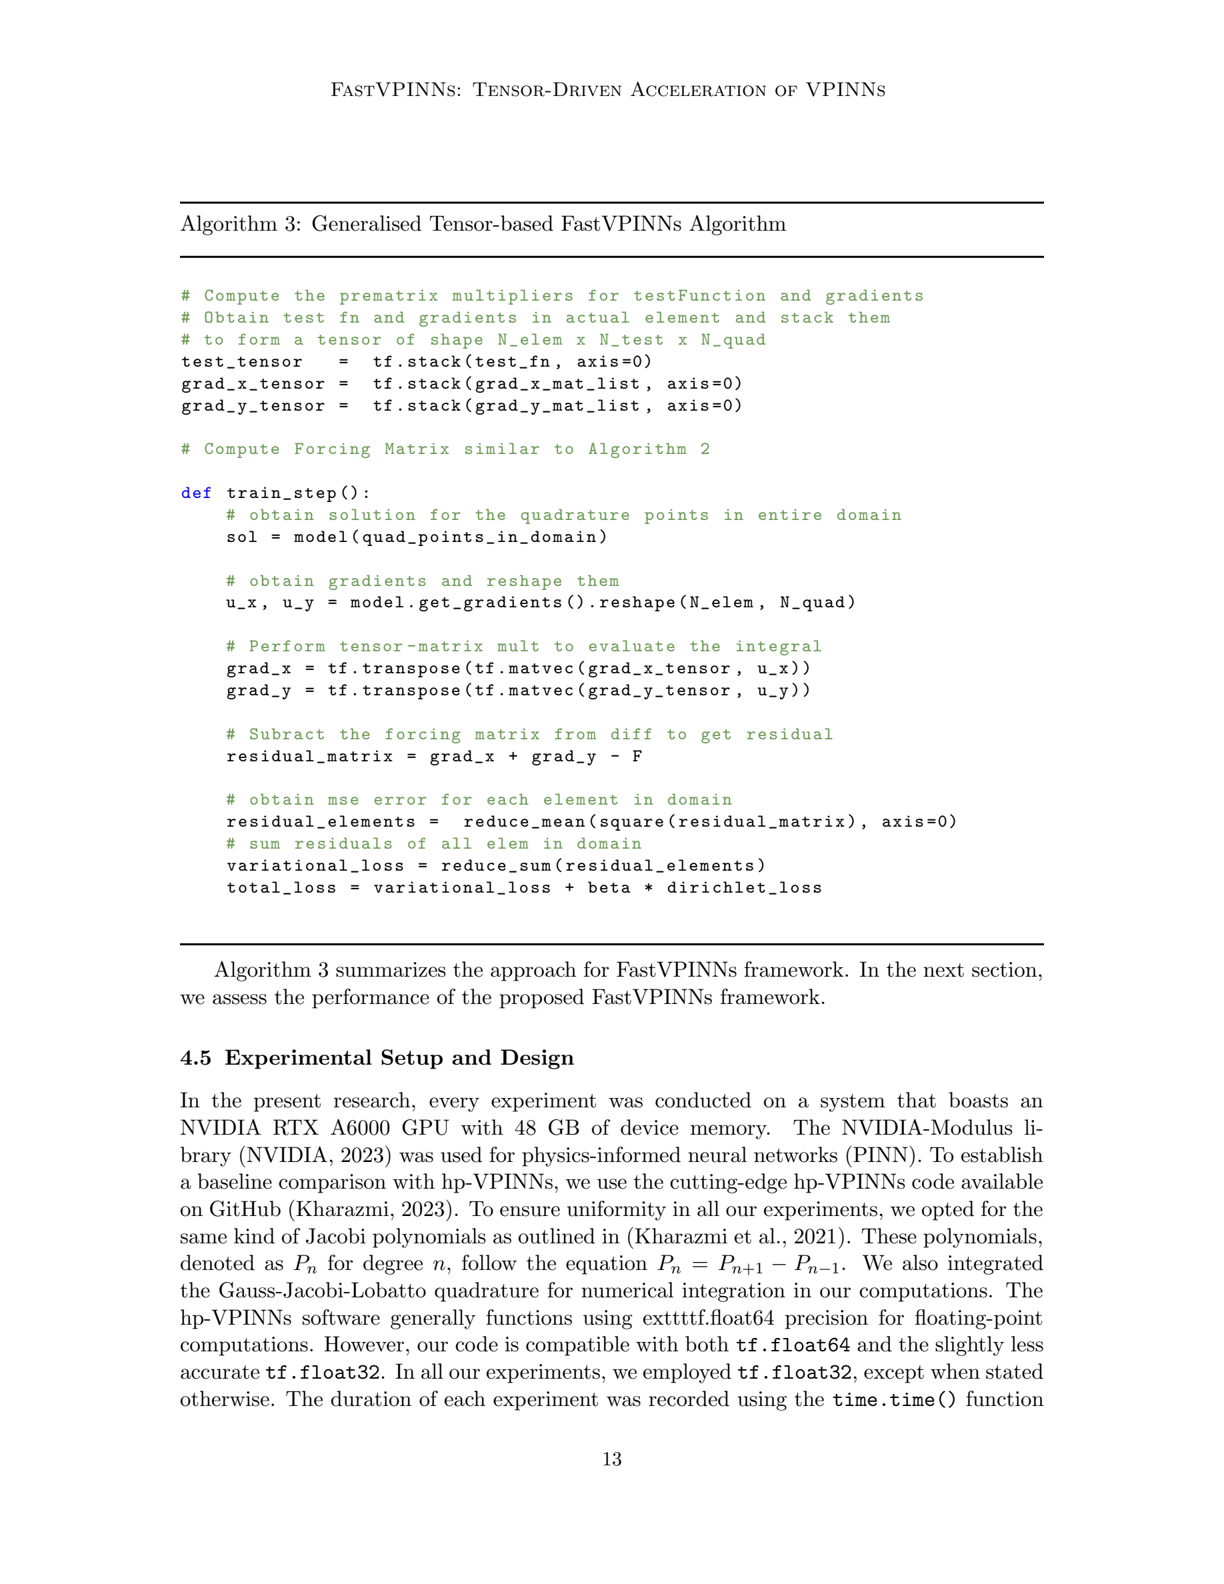 FastVPINNs: Tensor-Driven Acceleration of VPINNs
Algorithm 3: Generalised Tensor-based FastVPINNs Algorithm
# Compute the prematrix multipliers for testFunction and gradients
# Obtain test fn and gradients in actual element and stack them
# to form a tensor of shape N_elem x N_test x N_quad
test_tensor   =  tf.stack(test_fn, axis=0)
grad_x_tensor =  tf.stack(grad_x_mat_list, axis=0)
grad_y_tensor =  tf.stack(grad_y_mat_list, axis=0)
# Compute Forcing Matrix similar to Algorithm 2
def train_step():
    # obtain solution for the quadrature points in entire domain
    sol = model(quad_points_in_domain)
    # obtain gradients and reshape them
    u_x, u_y = model.get_gradients().reshape(N_elem, N_quad)
    # Perform tensor-matrix mult to evaluate the integral
    grad_x = tf.transpose(tf.matvec(grad_x_tensor, u_x))
    grad_y = tf.transpose(tf.matvec(grad_y_tensor, u_y))
    # Subract the forcing matrix from diff to get residual
    residual_matrix = grad_x + grad_y - F
    # obtain mse error for each element in domain
    residual_elements =  reduce_mean(square(residual_matrix), axis=0)
    # sum residuals of all elem in domain
    variational_loss = reduce_sum(residual_elements)
    total_loss = variational_loss + beta * dirichlet_loss
Algorithm 3 summarizes the approach for FastVPINNs framework. In the next section,
we assess the performance of the proposed FastVPINNs framework.
4.5 Experimental Setup and Design
In the present research, every experiment was conducted on a system that boasts an
NVIDIA RTX A6000 GPU with 48 GB of device memory. The NVIDIA-Modulus li-
brary (NVIDIA, 2023) was used for physics-informed neural networks (PINN). To establish
a baseline comparison with hp-VPINNs, we use the cutting-edge hp-VPINNs code available
on GitHub (Kharazmi, 2023). To ensure uniformity in all our experiments, we opted for the
same kind of Jacobi polynomials as outlined in (Kharazmi et al., 2021). These polynomials,
denoted as P_n for degree n, follow the equation P_n = P_{n+1} − P_{n−1}. We also integrated
the Gauss-Jacobi-Lobatto quadrature for numerical integration in our computations. The
hp-VPINNs software generally functions using exttttf.float64 precision for floating-point
computations. However, our code is compatible with both tf.float64 and the slightly less
accurate tf.float32. In all our experiments, we employed tf.float32, except when stated
otherwise. The duration of each experiment was recorded using the time.time() function
13